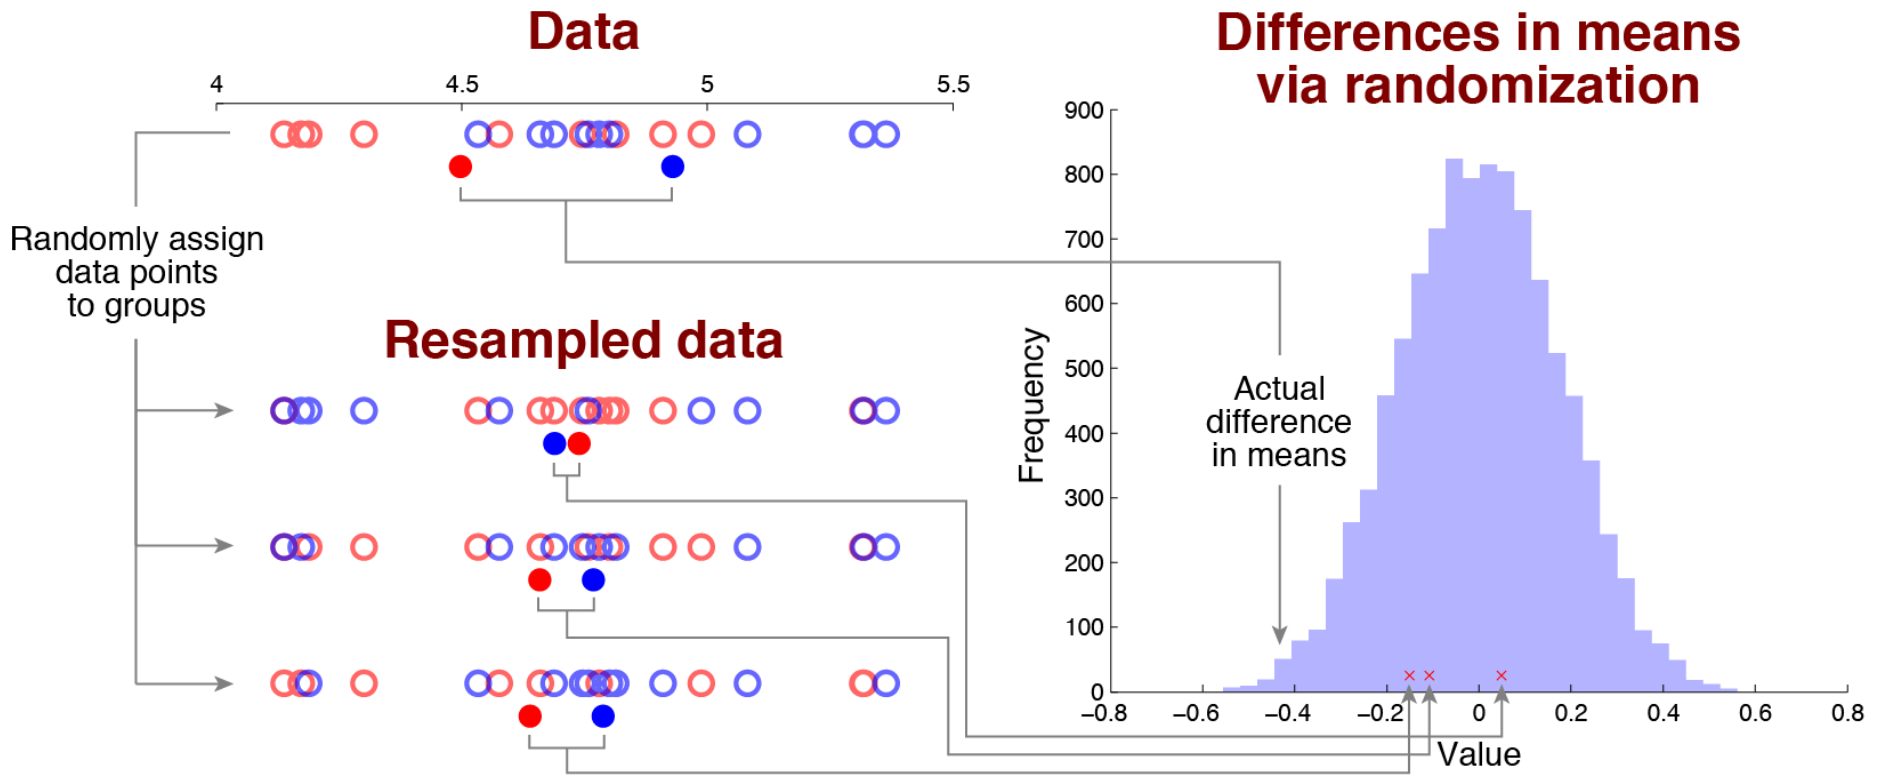 Data
4 4.5 5 5.5
Randomly assign
data points
to groups
Resampled data
Differences in means
via randomization
900
800
700
600
500
400
300
200
100
0
Frequency
Actual
difference
in means
−0.8 −0.6 −0.4 −0.2 0 0.2 0.4 0.6 0.8
Value